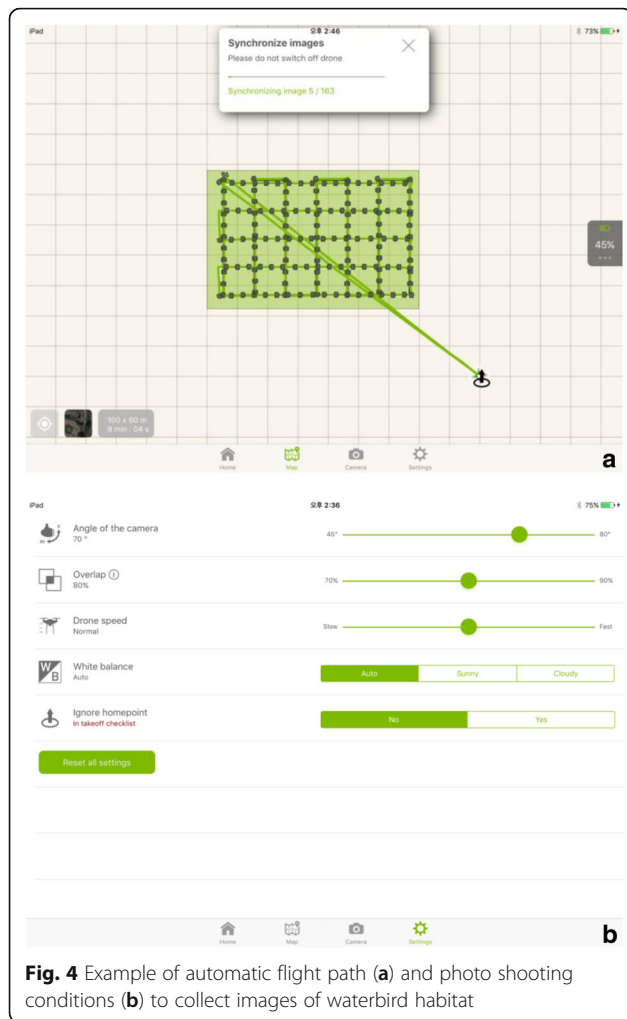 iPad
오후 2:46
73%
Synchronize images
Please do not switch off drone
Synchronizing image 5 / 163
45%
100 x 60 m
9 min : 04 s
Home
Map
Camera
Settings
a
iPad
오후 2:36
75%
Angle of the camera
70 °
45°
80°
Overlap
80%
70%
90%
Drone speed
Normal
Slow
Fast
W
B
White balance
Auto
Auto
Sunny
Cloudy
Ignore homepoint
In takeoff checklist
No
Yes
Reset all settings
Home
Map
Camera
Settings
b
Fig. 4 Example of automatic flight path (a) and photo shooting
conditions (b) to collect images of waterbird habitat